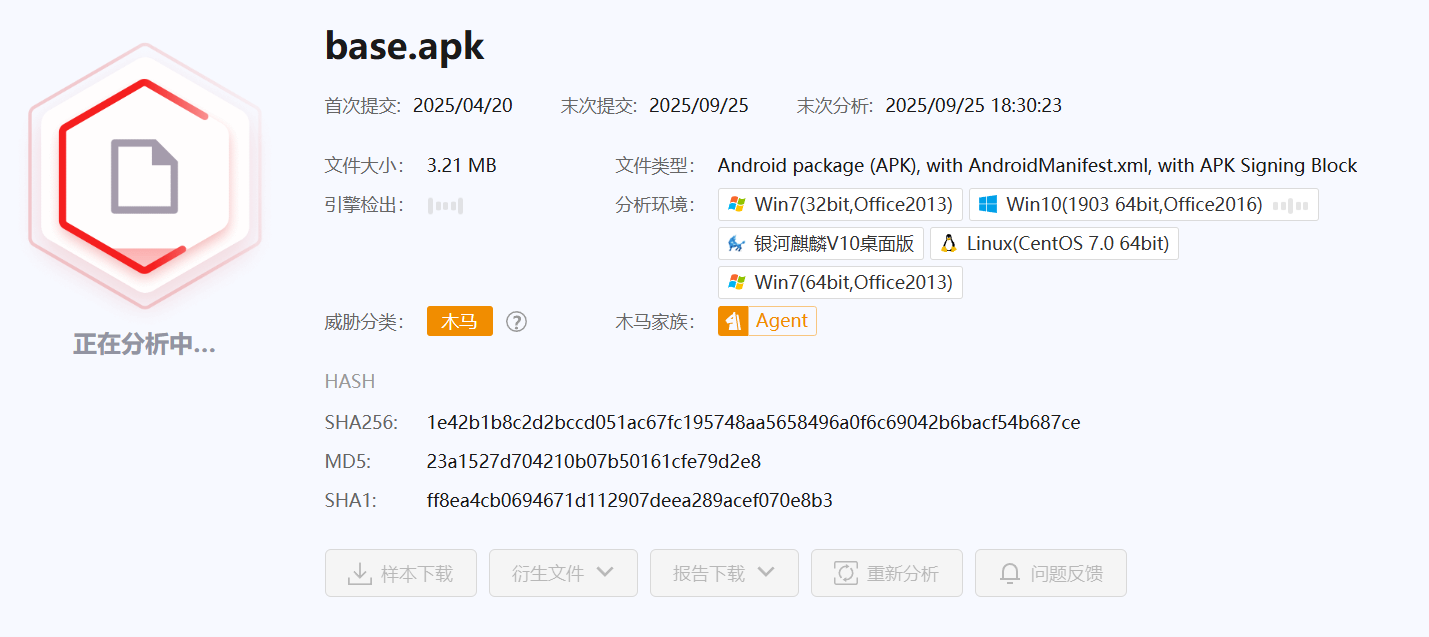 base.apk
首次提交: 2025/04/20 末次提交: 2025/09/25 末次分析: 2025/09/25 18:30:23
文件大小: 3.21 MB 文件类型: Android package (APK), with AndroidManifest.xml, with APK Signing Block
引擎检出: 分析环境: Win7(32bit,Office2013) Win10(1903 64bit,Office2016)
银河麒麟V10桌面版 Linux(CentOS 7.0 64bit)
Win7(64bit,Office2013)
威胁分类: 木马 ? 木马家族: Agent
正在分析中...
HASH
SHA256: 1e42b1b8c2d2bccd051ac67fc195748aa5658496a0f6c69042b6bacf54b687ce
MD5: 23a1527d704210b07b50161cfe79d2e8
SHA1: ff8ea4cb0694671d112907deea289acef070e8b3
样本下载 衍生文件 报告下载 重新分析 问题反馈